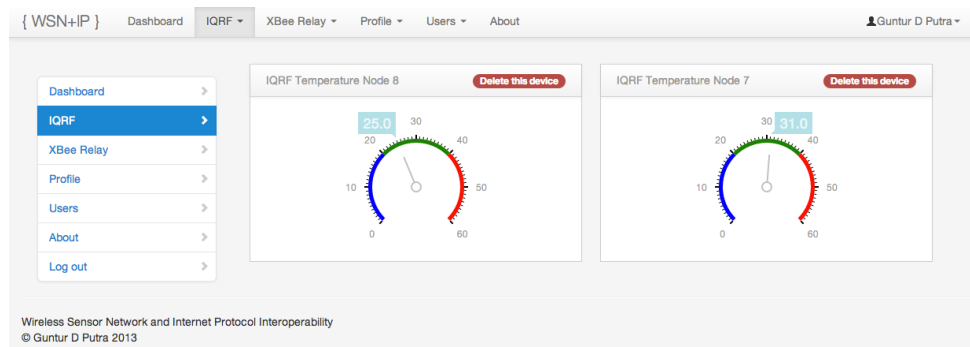 { WSN+IP } Dashboard IQRF XBee Relay Profile Users About Guntur D Putra
Dashboard
IQRF
XBee Relay
Profile
Users
About
Log out
IQRF Temperature Node 8 Delete this device
25.0
0 10 20 30 40 50 60
IQRF Temperature Node 7 Delete this device
31.0
0 10 20 30 40 50 60
Wireless Sensor Network and Internet Protocol Interoperability
© Guntur D Putra 2013